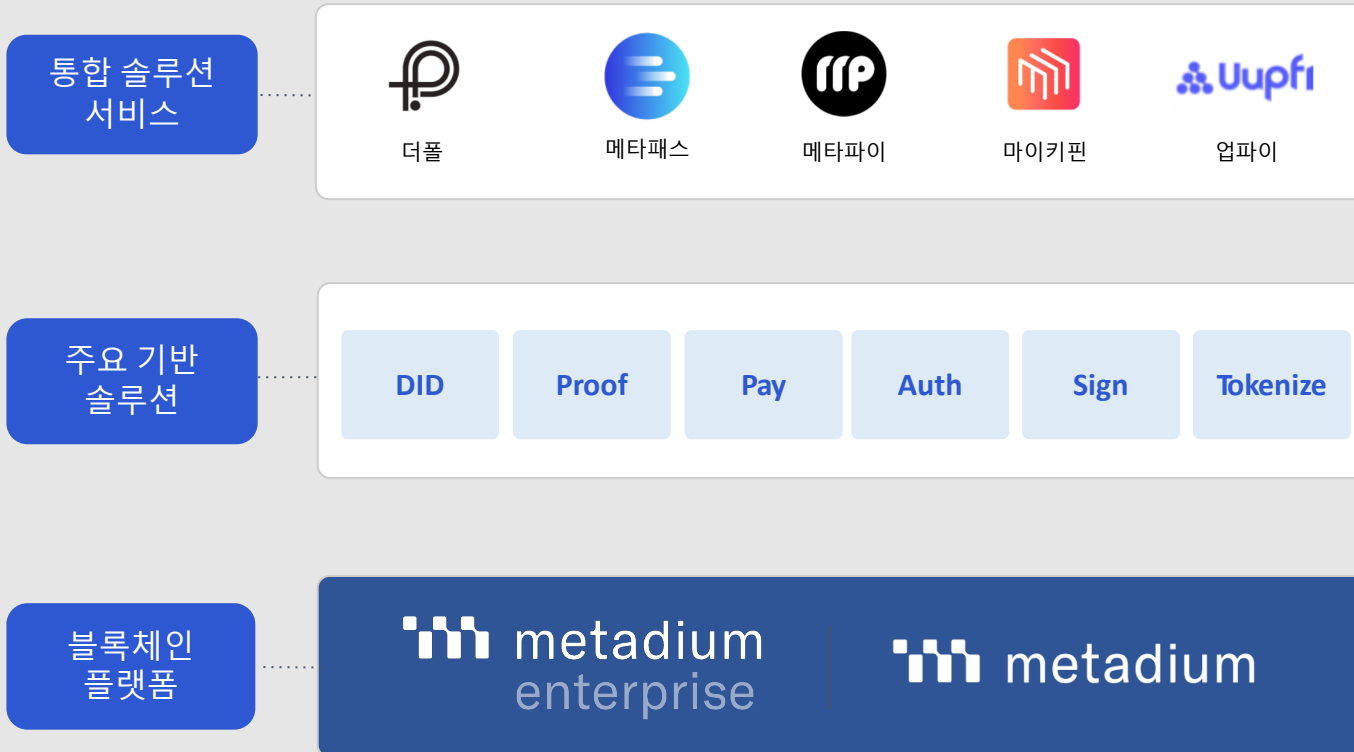 통합 솔루션
서비스
더폴
메타패스
메타파이
마이키핀
Uupfi
업파이
주요 기반
솔루션
DID
Proof
Pay
Auth
Sign
Tokenize
블록체인
플랫폼
metadium
enterprise
metadium